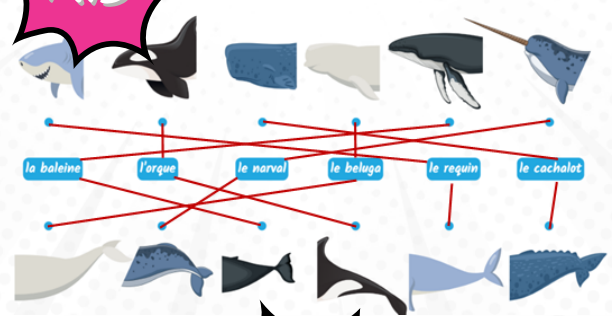 la baleine
l'orque
le narval
le beluga
le requin
le cachalot